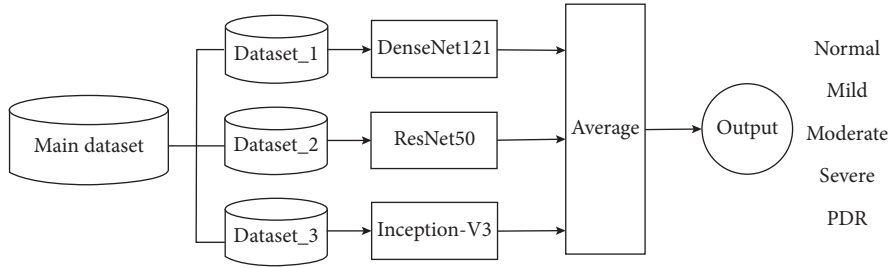 Main dataset
Dataset_1
DenseNet121
Dataset_2
ResNet50
Dataset_3
Inception-V3
Average
Output
Normal
Mild
Moderate
Severe
PDR